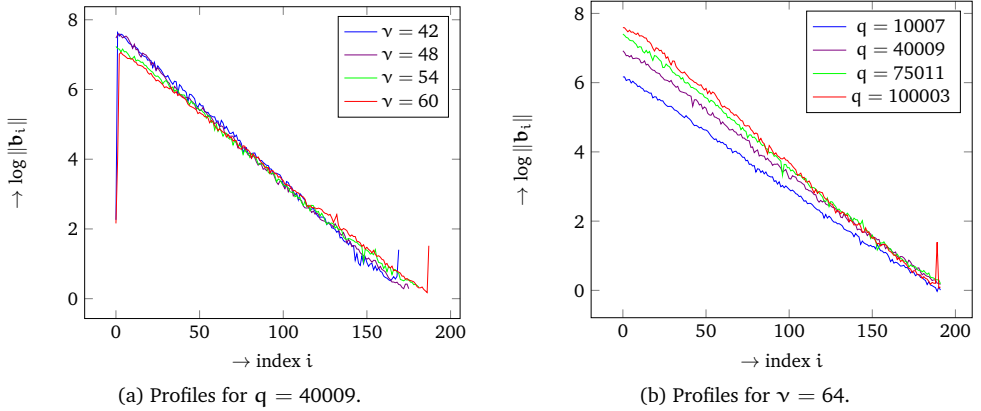 → log ‖b_i‖
8
6
4
2
0
0 50 100 150 200
→ index i
ν = 42
ν = 48
ν = 54
ν = 60
(a) Profiles for q = 40009.
→ log ‖b_i‖
8
6
4
2
0
0 50 100 150 200
→ index i
q = 10007
q = 40009
q = 75011
q = 100003
(b) Profiles for ν = 64.